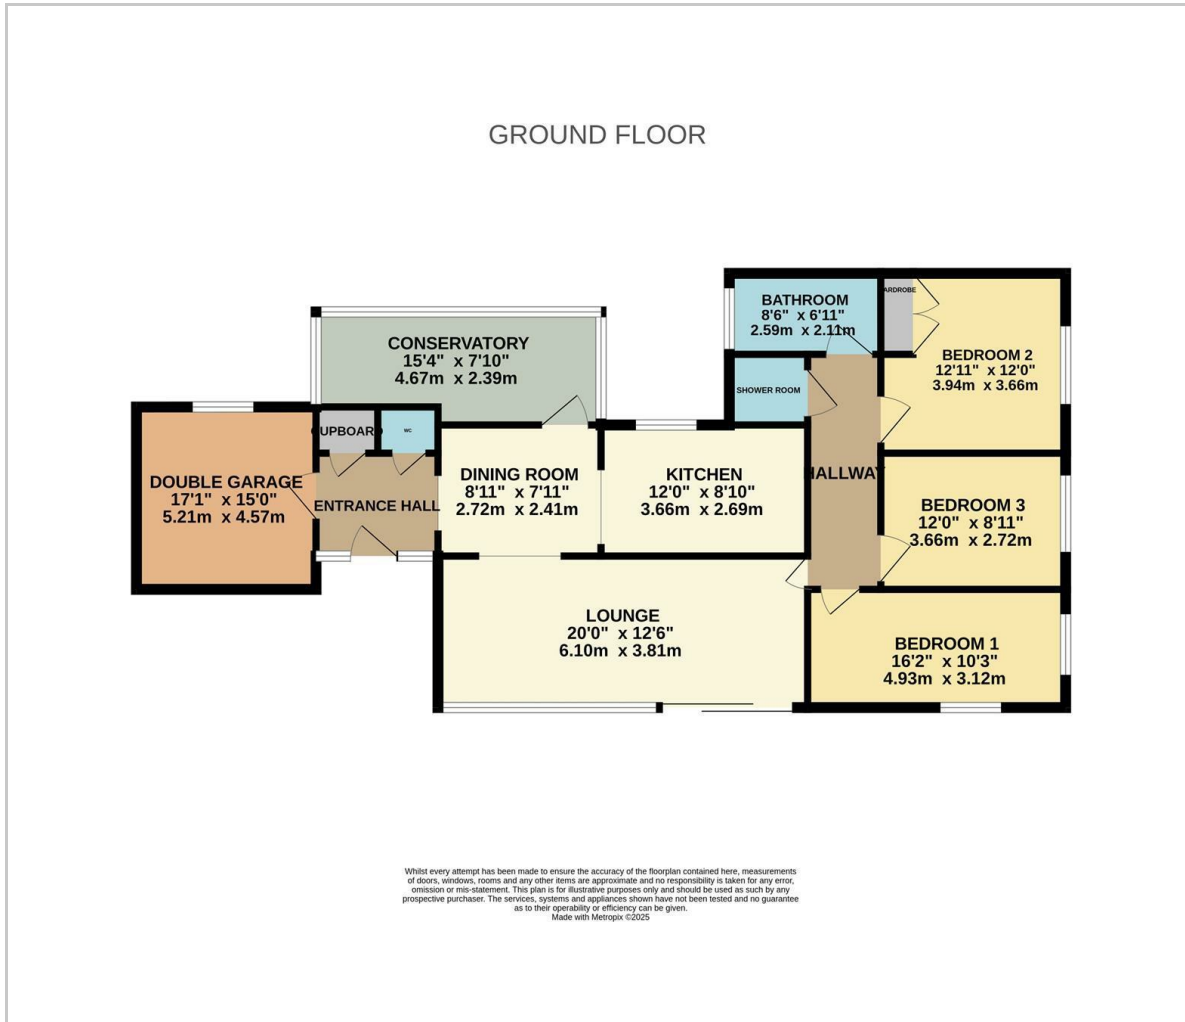 GROUND FLOOR
BATHROOM
8'6" x 6'11"
2.59m x 2.11m
ARDROBE
BEDROOM 2
12'11" x 12'0"
3.94m x 3.66m
CONSERVATORY
15'4" x 7'10"
4.67m x 2.39m
SHOWER ROOM
UPBOAR
WC
DOUBLE GARAGE
17'1" x 15'0"
5.21m x 4.57m
ENTRANCE HALL
DINING ROOM
8'11" x 7'11"
2.72m x 2.41m
KITCHEN
12'0" x 8'10"
3.66m x 2.69m
HALLWAY
BEDROOM 3
12'0" x 8'11"
3.66m x 2.72m
LOUNGE
20'0" x 12'6"
6.10m x 3.81m
BEDROOM 1
16'2" x 10'3"
4.93m x 3.12m
Whilst every attempt has been made to ensure the accuracy of the floorplan contained here, measurements
of doors, windows, rooms and any other items are approximate and no responsibility is taken for any error,
omission or mis-statement. This plan is for illustrative purposes only and should be used as such by any
prospective purchaser. The services, systems and appliances shown have not been tested and no guarantee
as to their operability or efficiency can be given.
Made with Metropix ©2025